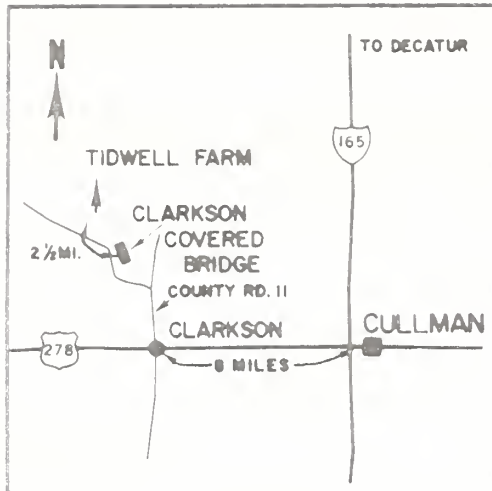 N
TO DECATUR
165
TIDWELL FARM
CLARKSON
COVERED
BRIDGE
2 ½ MI.
COUNTY RD. 11
CLARKSON
CULLMAN
278
8 MILES